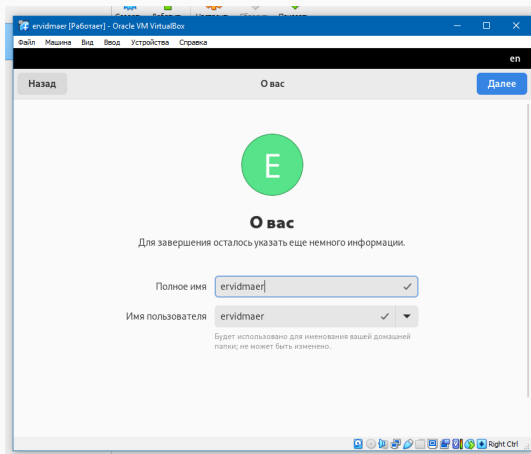 ervidmaer [Работает] - Oracle VM VirtualBox
Файл Машина Вид Ввод Устройства Справка
en
Назад О вас Далее
E
О вас
Для завершения осталось указать еще немного информации.
Полное имя ervidmaer
Имя пользователя ervidmaer
Будет использовано для именования вашей домашней
папки; не может быть изменено.
Right Ctrl